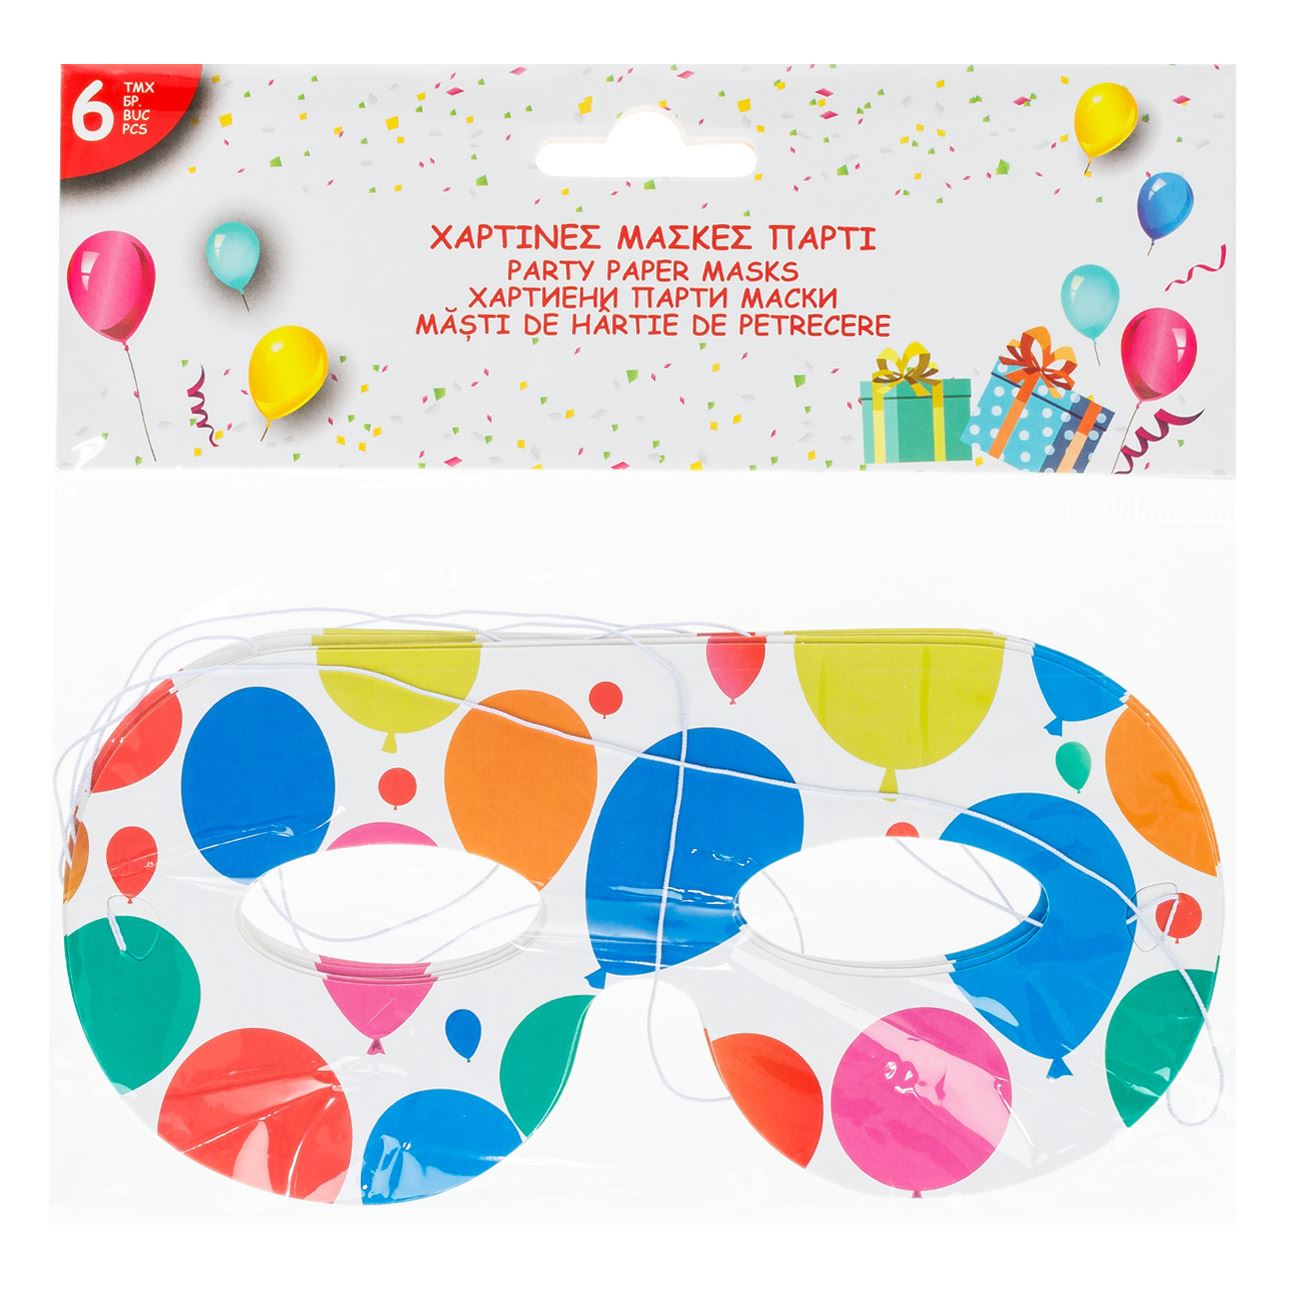 6
ΤΜΧ
БР.
BUC
PCS
ΧΑΡΤΙΝΕΣ ΜΑΣΚΕΣ ΠΑΡΤΙ
PARTY PAPER MASKS
ХАРТИЕНИ ПАРТИ МАСКИ
MĂȘTI DE HÂRTIE DE PETRECERE